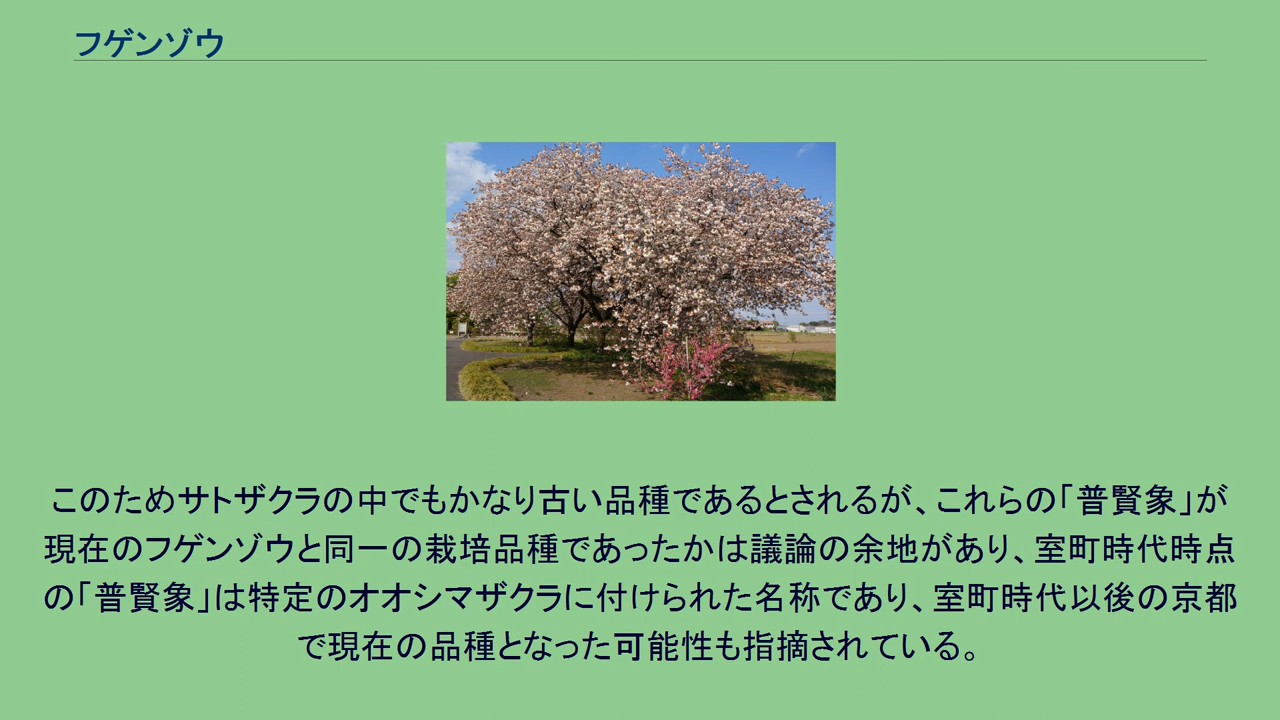 フゲンゾウ
このためサトザクラの中でもかなり古い品種であるとされるが、これらの「普賢象」が
現在のフゲンゾウと同一の栽培品種であったかは議論の余地があり、室町時代時点
の「普賢象」は特定のオオシマザクラに付けられた名称であり、室町時代以後の京都
で現在の品種となった可能性も指摘されている。